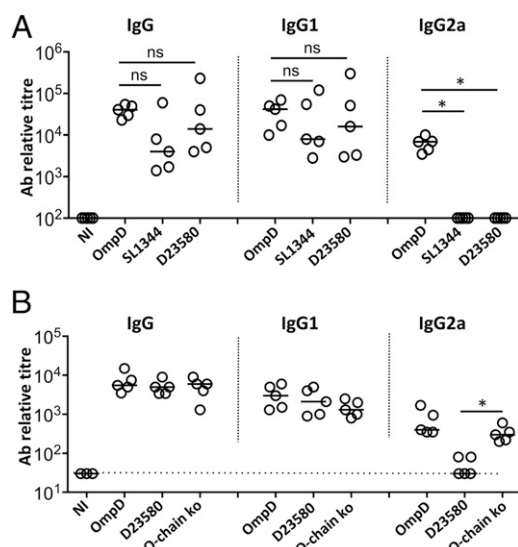 A
IgG IgG1 IgG2a
Ab relative titre
10⁶
10⁵
10⁴
10³
10²
ns
ns
ns
ns
*
*
NI OmpD SL1344 D23580 OmpD SL1344 D23580 OmpD SL1344 D23580
B
IgG IgG1 IgG2a
Ab relative titre
10⁵
10⁴
10³
10²
10¹
*
NI OmpD D23580 O-chain ko OmpD D23580 O-chain ko OmpD D23580 O-chain ko